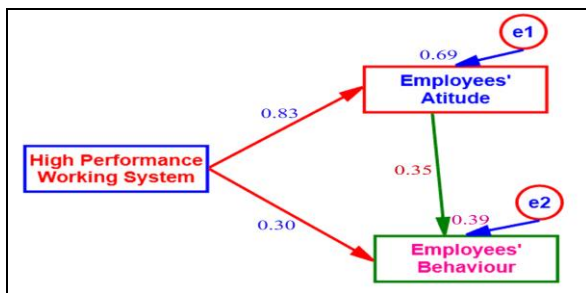 e1
0.69
Employees'
Atitude
0.83
High Performance
Working System
0.35
e2
0.30
0.39
Employees'
Behaviour